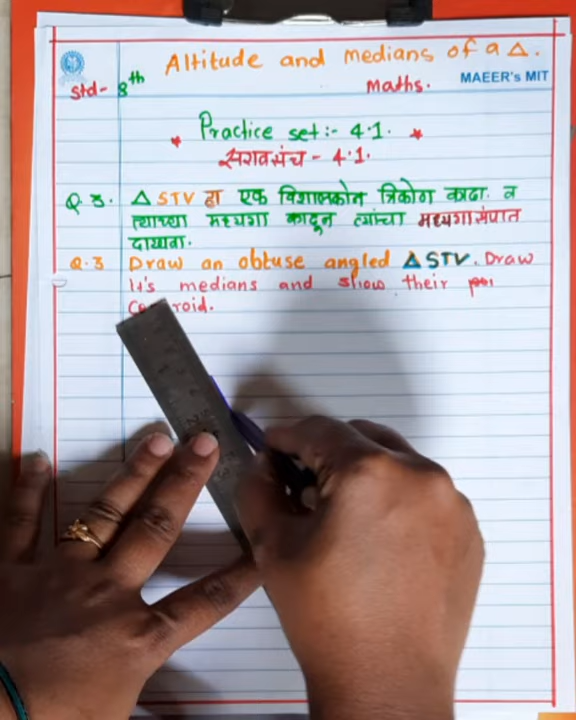 Altitude and medians of a Δ.
Std- 8th
Maths.
MAEER's MIT
* Practice set:- 4.1. *
सरावसंच - 4.1.
Q. 3. Δ STV हा एक विशालकोन त्रिकोण काढा. व
त्याच्या मध्यगा काढून त्यांचा मध्यगासंपात
दाखवा.
Q.3 Draw an obtuse angled Δ STV. Draw
It's medians and show their